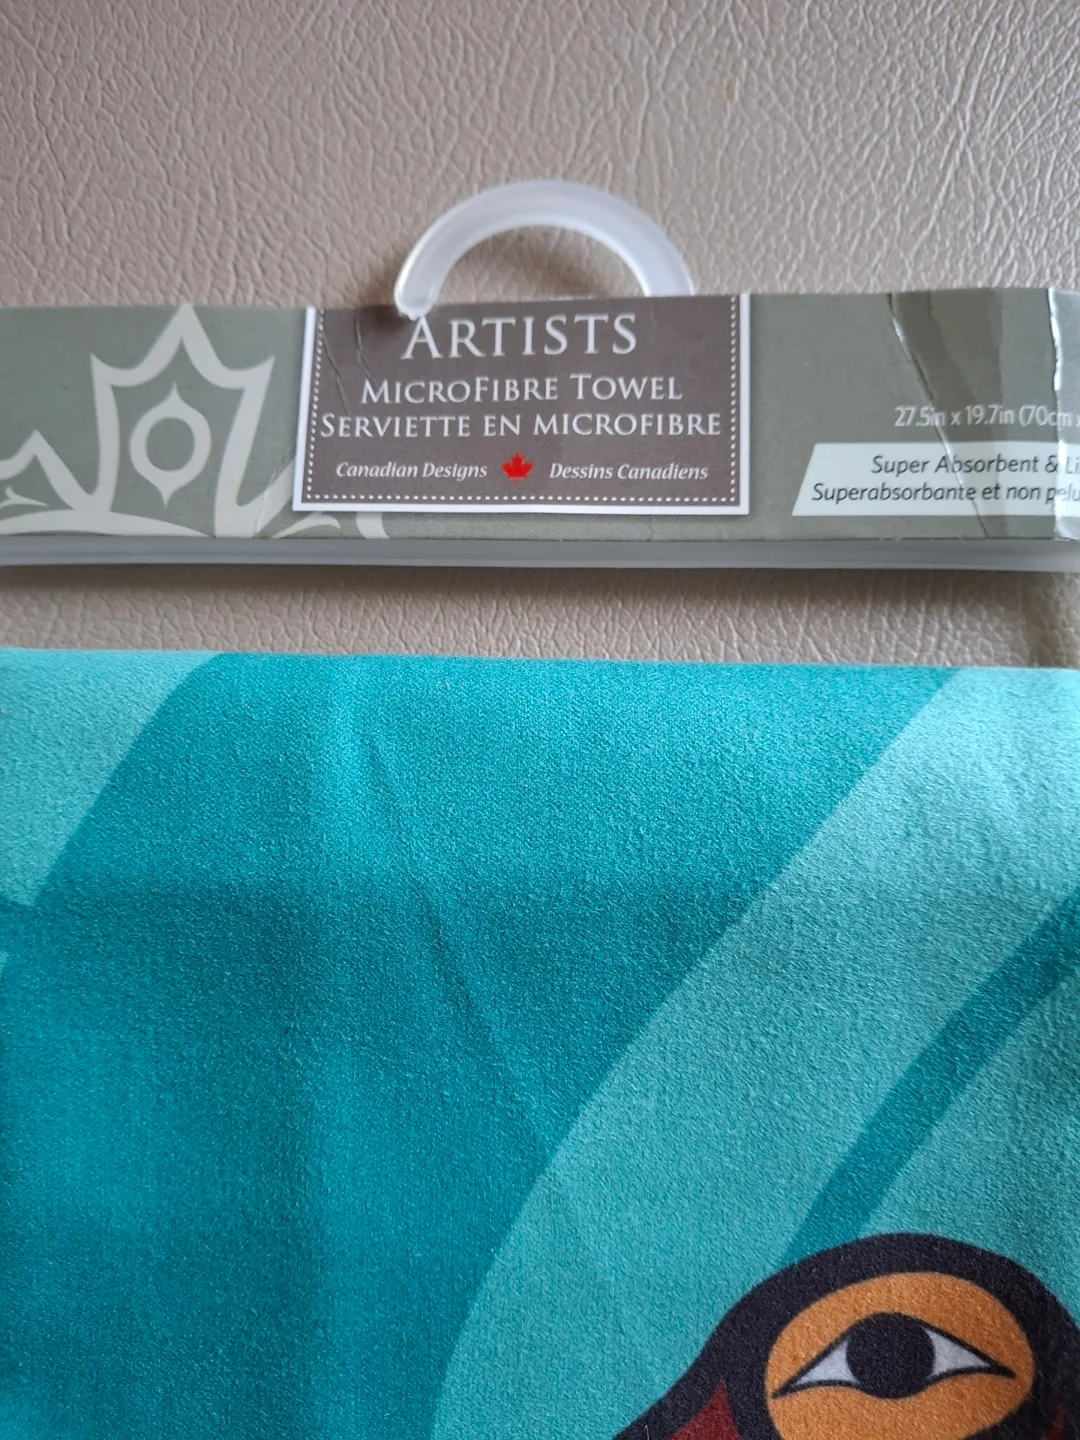 ARTISTS
MICROFIBRE TOWEL
SERVIETTE EN MICROFIBRE
Canadian Designs Dessins Canadiens
27.5in x 19.7in (70cm x
Super Absorbent &
Superabsorbante et non